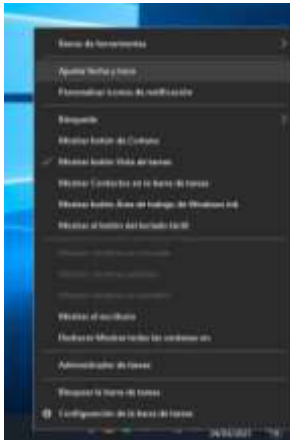 Barras de herramientas
Ajustar fecha y hora
Personalizar iconos de notificación
Búsqueda
Mostrar botón de Cortana
Mostrar botón Vista de tareas
Mostrar Contactos en la barra de tareas
Mostrar botón Área de trabajo de Windows Ink
Mostrar el botón del teclado táctil
Mostrar el escritorio
Deshacer Mostrar todas las ventanas en
Administrador de tareas
Bloquear la barra de tareas
Configuración de la barra de tareas